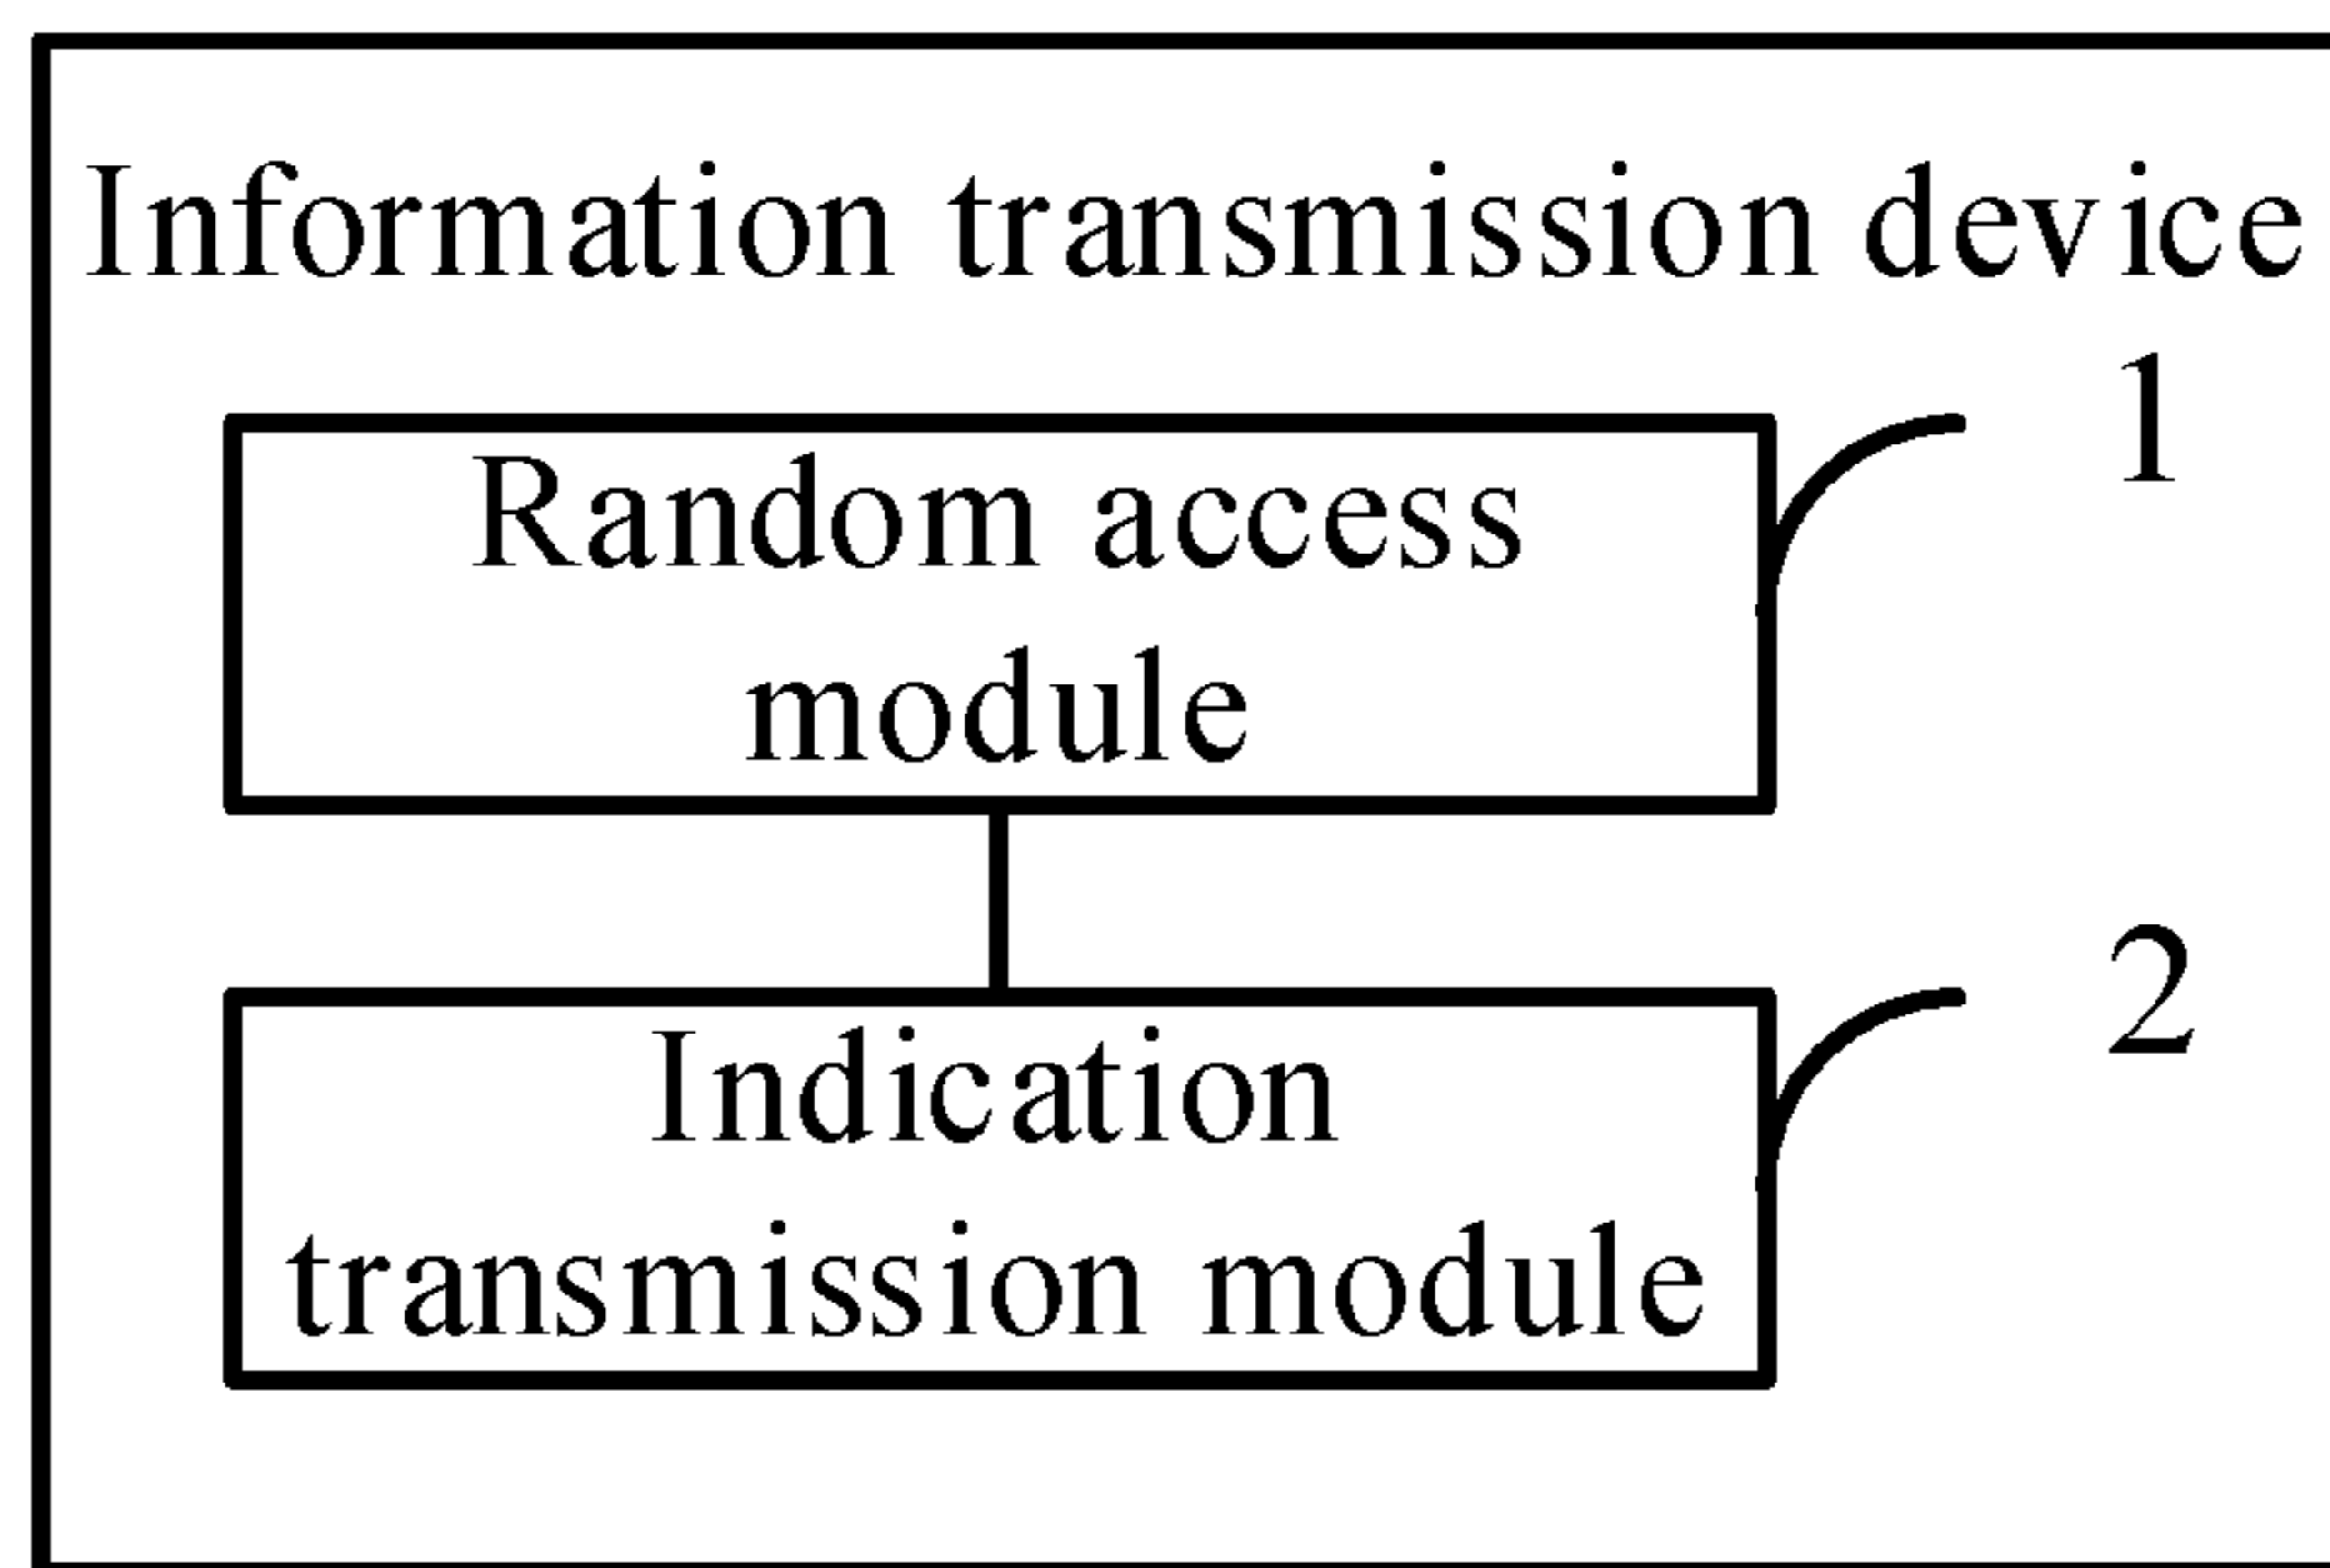 Information transmission device
1
Random access
module
2
Indication
transmission module